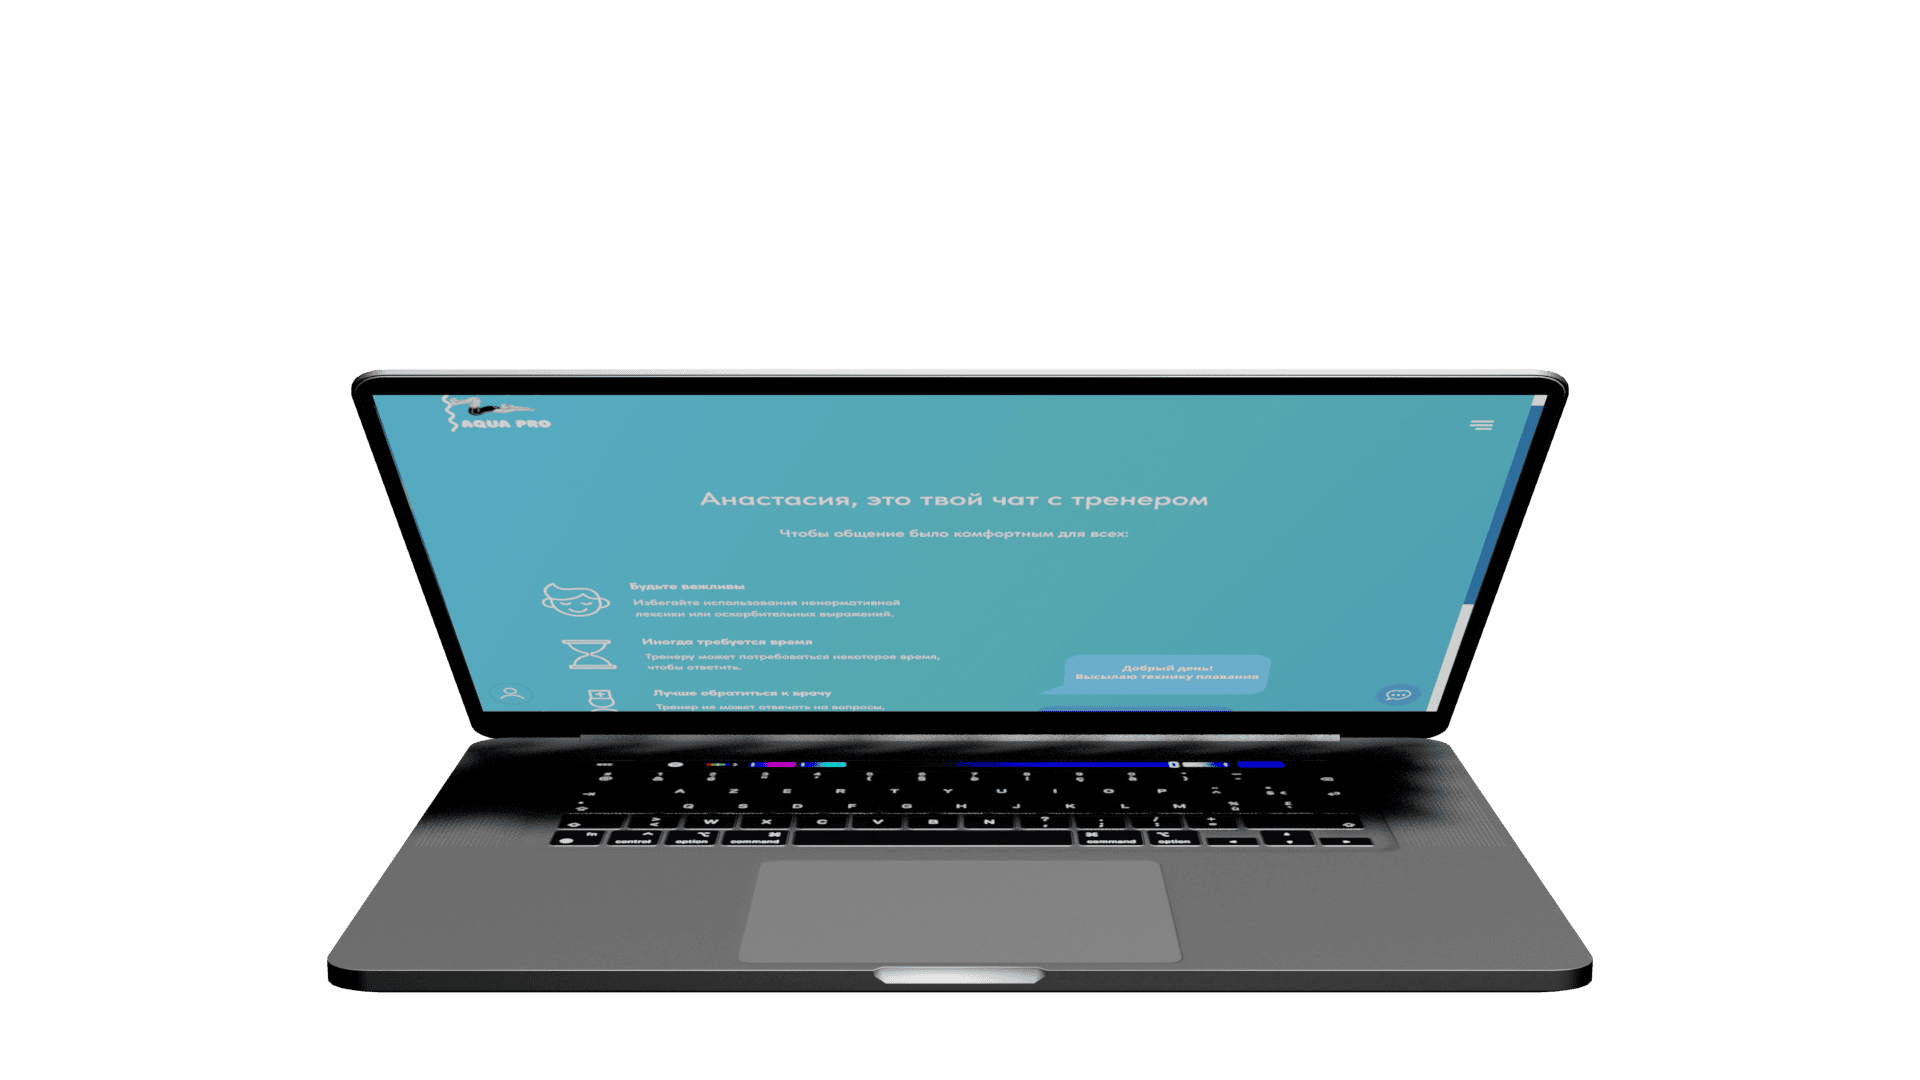 AQUA PRO
Анастасия, это твой чат с тренером
Чтобы общение было комфортным для всех:
Будьте вежливы
Избегайте использования ненормативной
лексики или оскорбительных выражений.
Иногда требуется время
Тренеру может потребоваться некоторое время,
чтобы ответить.
Лучше обратиться к врачу
Тренер не может отвечать на вопросы,
Добрый день!
Высылаю технику плавания
A Z E R T Y U I O P
Q S D F G H J K L M
W X C V B N
fn control option command command option